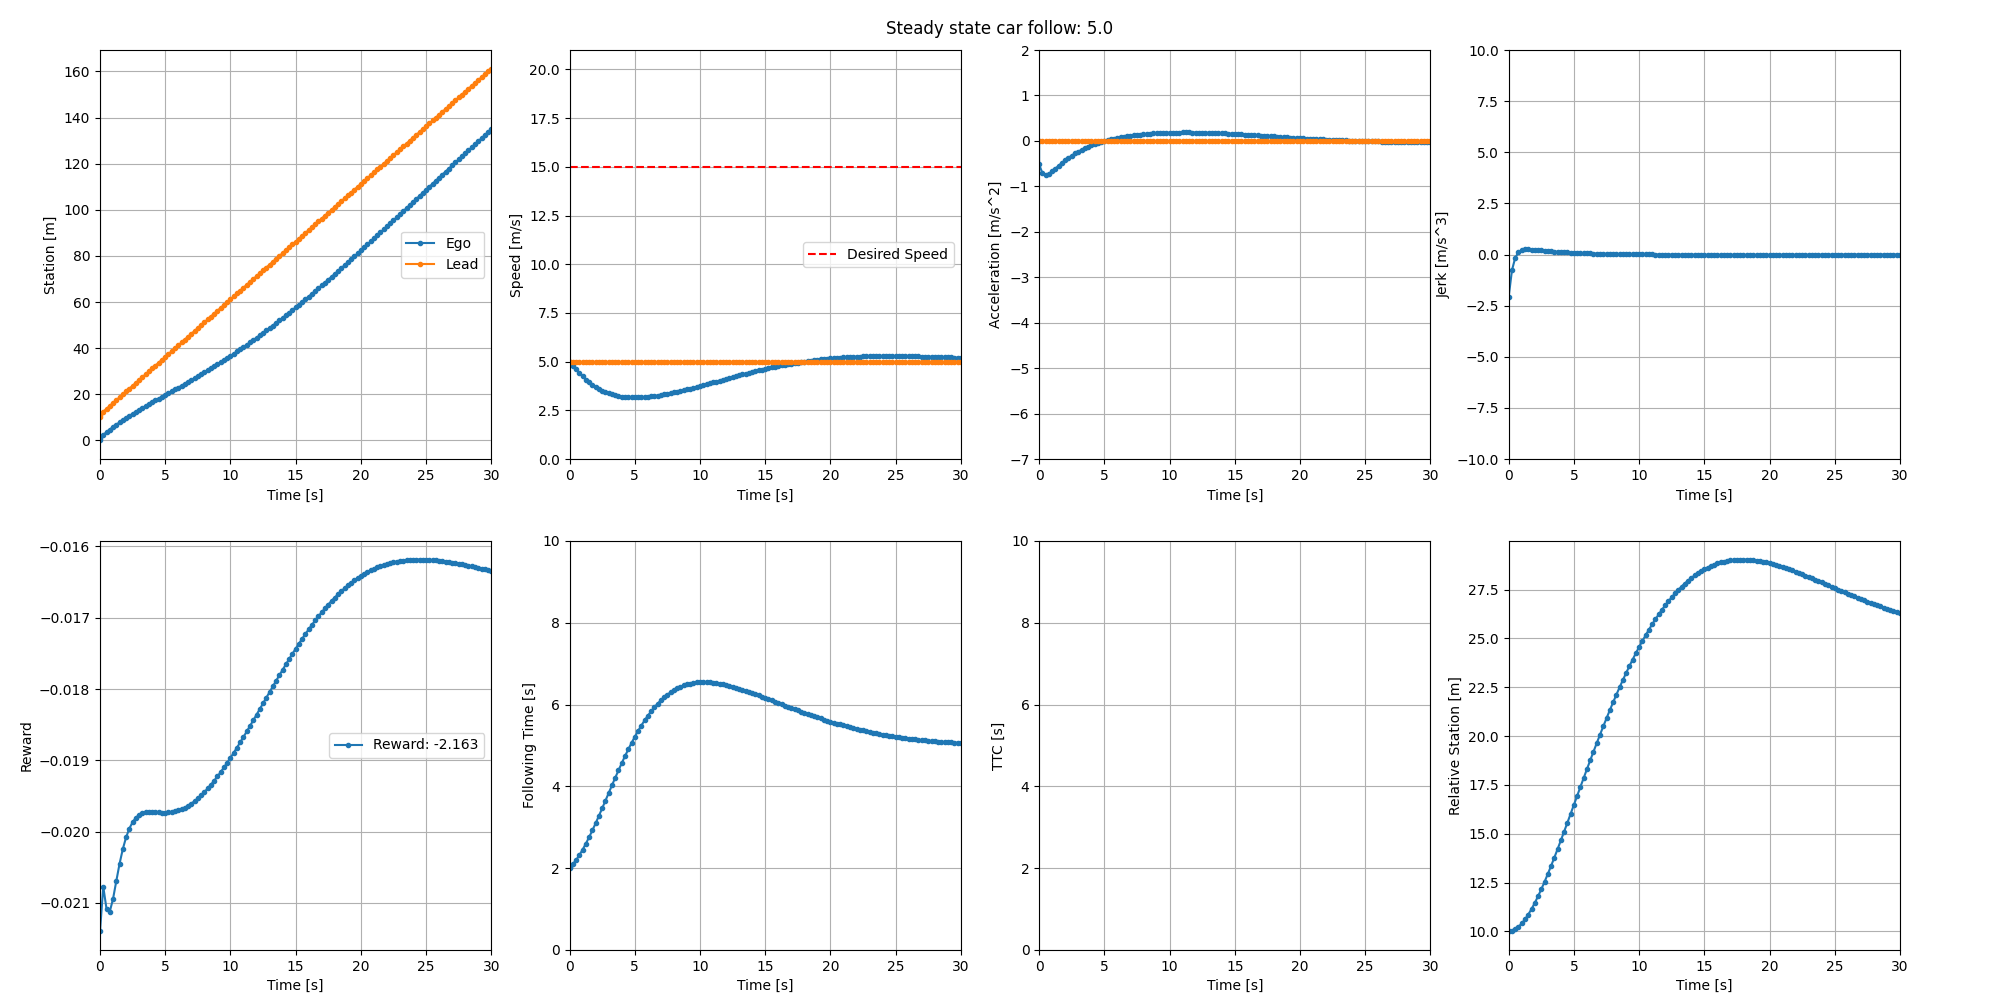 Steady state car follow: 5.0
Station [m]
160
140
120
100
80
60
40
20
0
Ego
Lead
0 5 10 15 20 25 30
Time [s]
Speed [m/s]
20.0
17.5
15.0
12.5
10.0
7.5
5.0
2.5
0.0
Desired Speed
0 5 10 15 20 25 30
Time [s]
Acceleration [m/s^2]
2
1
0
−1
−2
−3
−4
−5
−6
−7
0 5 10 15 20 25 30
Time [s]
Jerk [m/s^3]
10.0
7.5
5.0
2.5
0.0
−2.5
−5.0
−7.5
−10.0
0 5 10 15 20 25 30
Time [s]
Reward
−0.016
−0.017
−0.018
−0.019
−0.020
−0.021
Reward: -2.163
0 5 10 15 20 25 30
Time [s]
Following Time [s]
10
8
6
4
2
0
0 5 10 15 20 25 30
Time [s]
TTC [s]
10
8
6
4
2
0
0 5 10 15 20 25 30
Time [s]
Relative Station [m]
27.5
25.0
22.5
20.0
17.5
15.0
12.5
10.0
0 5 10 15 20 25 30
Time [s]